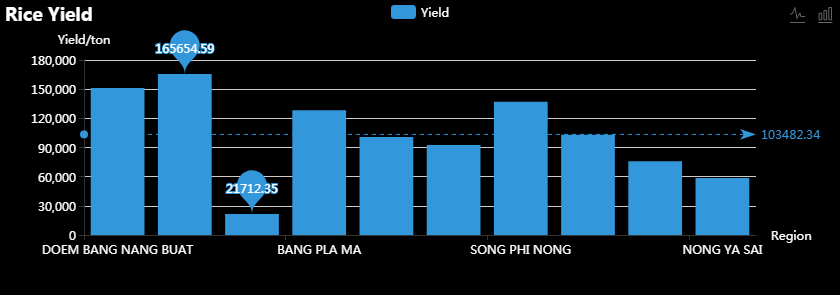 Rice Yield
Yield
Yield/ton
165654.59
180,000
150,000
120,000
103482.34
90,000
21712.35
60,000
30,000
0
Region
DOEM BANG NANG BUAT
BANG PLA MA
SONG PHI NONG
NONG YA SAI